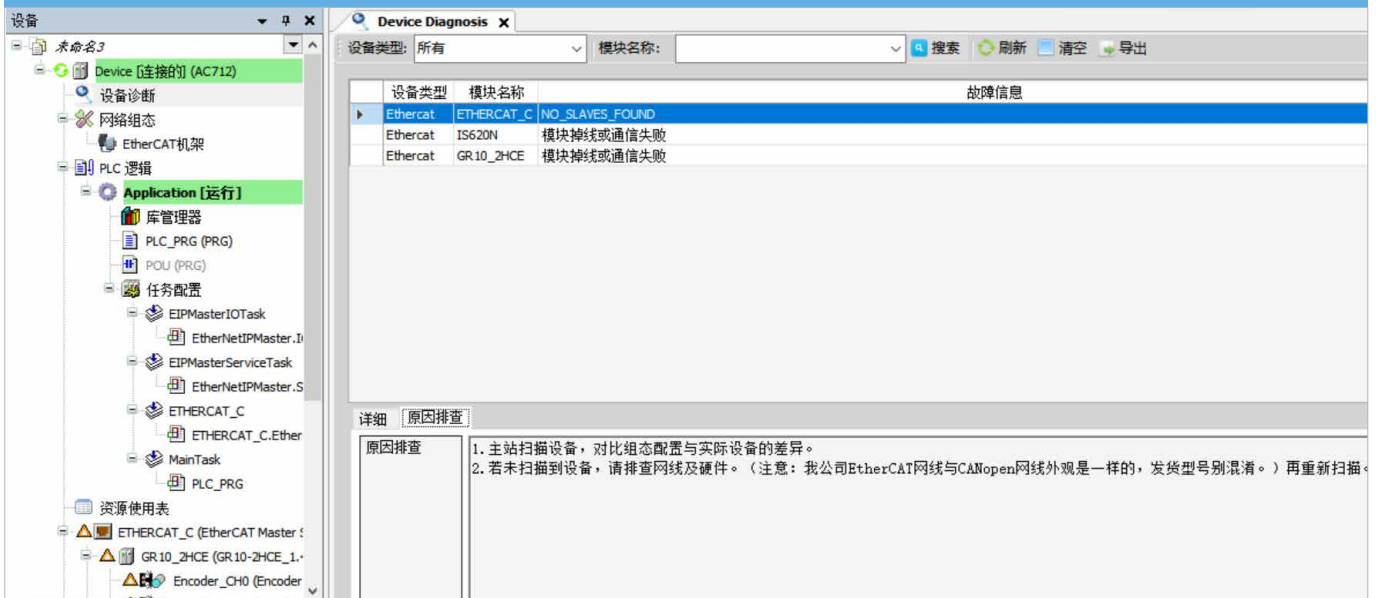 设备
未命名3
Device [连接的] (AC712)
设备诊断
网络组态
EtherCAT机架
PLC 逻辑
Application [运行]
库管理器
PLC_PRG (PRG)
POU (PRG)
任务配置
EIPMasterIOTask
EtherNetIPMaster.I
EIPMasterServiceTask
EtherNetIPMaster.S
ETHERCAT_C
ETHERCAT_C.Ether
MainTask
PLC_PRG
资源使用表
ETHERCAT_C (EtherCAT Master S
GR10_2HCE (GR10-2HCE_1.
Encoder_CH0 (Encoder
Device Diagnosis
设备类型: 所有 模块名称: 搜索 刷新 清空 导出
设备类型 模块名称 故障信息
Ethercat ETHERCAT_C NO_SLAVES_FOUND
Ethercat IS620N 模块掉线或通信失败
Ethercat GR10_2HCE 模块掉线或通信失败
详细 原因排查
原因排查
1. 主站扫描设备，对比组态配置与实际设备的差异。
2. 若未扫描到设备，请排查网线及硬件。（注意：我公司EtherCAT网线与CANopen网线外观是一样的，发货型号别混淆。）再重新扫描。